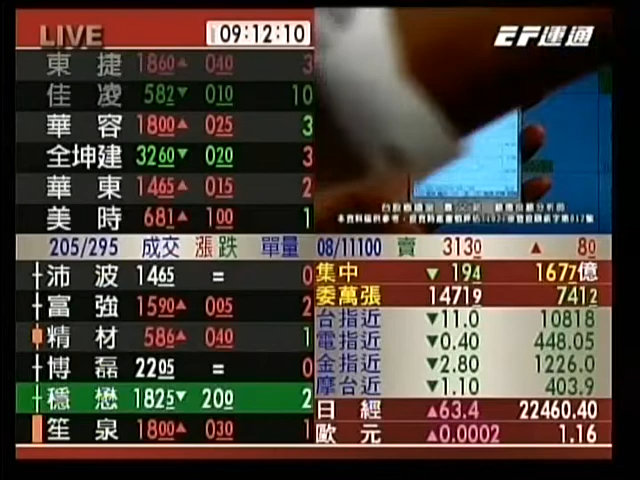 LIVE 09:12:10 運通
東捷 1860▲ 040 3
佳凌 582▼ 010 10
華容 1800▲ 025 3
全坤建 3260▼ 020 3
華東 1465▲ 015 2
美時 681▲ 100 1
205/295 成交 漲跌 單量
沛波 1465 = 0
富強 1590▲ 005 2
精材 586▲ 040 1
博磊 2205 = 0
穩懋 1825▼ 200 2
笙泉 1800▲ 030 1
08/11100 賣 3130 ▲ 80
集中 ▼ 194 1677億
委萬張 14719 7412
台指近 ▼11.0 10818
電指近 ▼0.40 448.05
金指近 ▼2.80 1226.0
摩台近 ▼1.10 403.9
日經 ▲63.4 22460.40
歐元 ▲0.0002 1.16